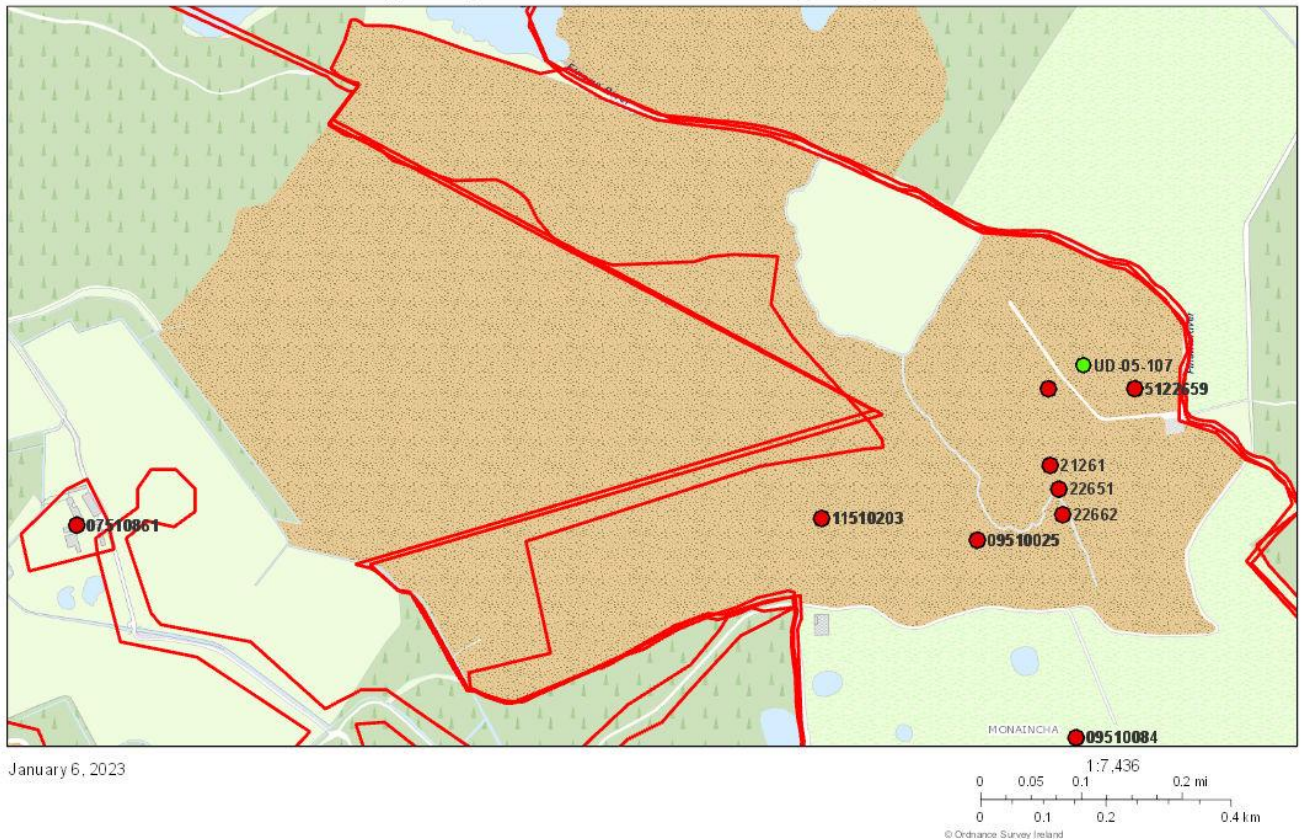 UD-05-107
5122659
21261
22651
22662
11510203
09510025
07510861
MONAINCHA
09510084
January 6, 2023
1:7,436
0 0.05 0.1 0.2 mi
0 0.1 0.2 0.4 km
© Ordnance Survey Ireland